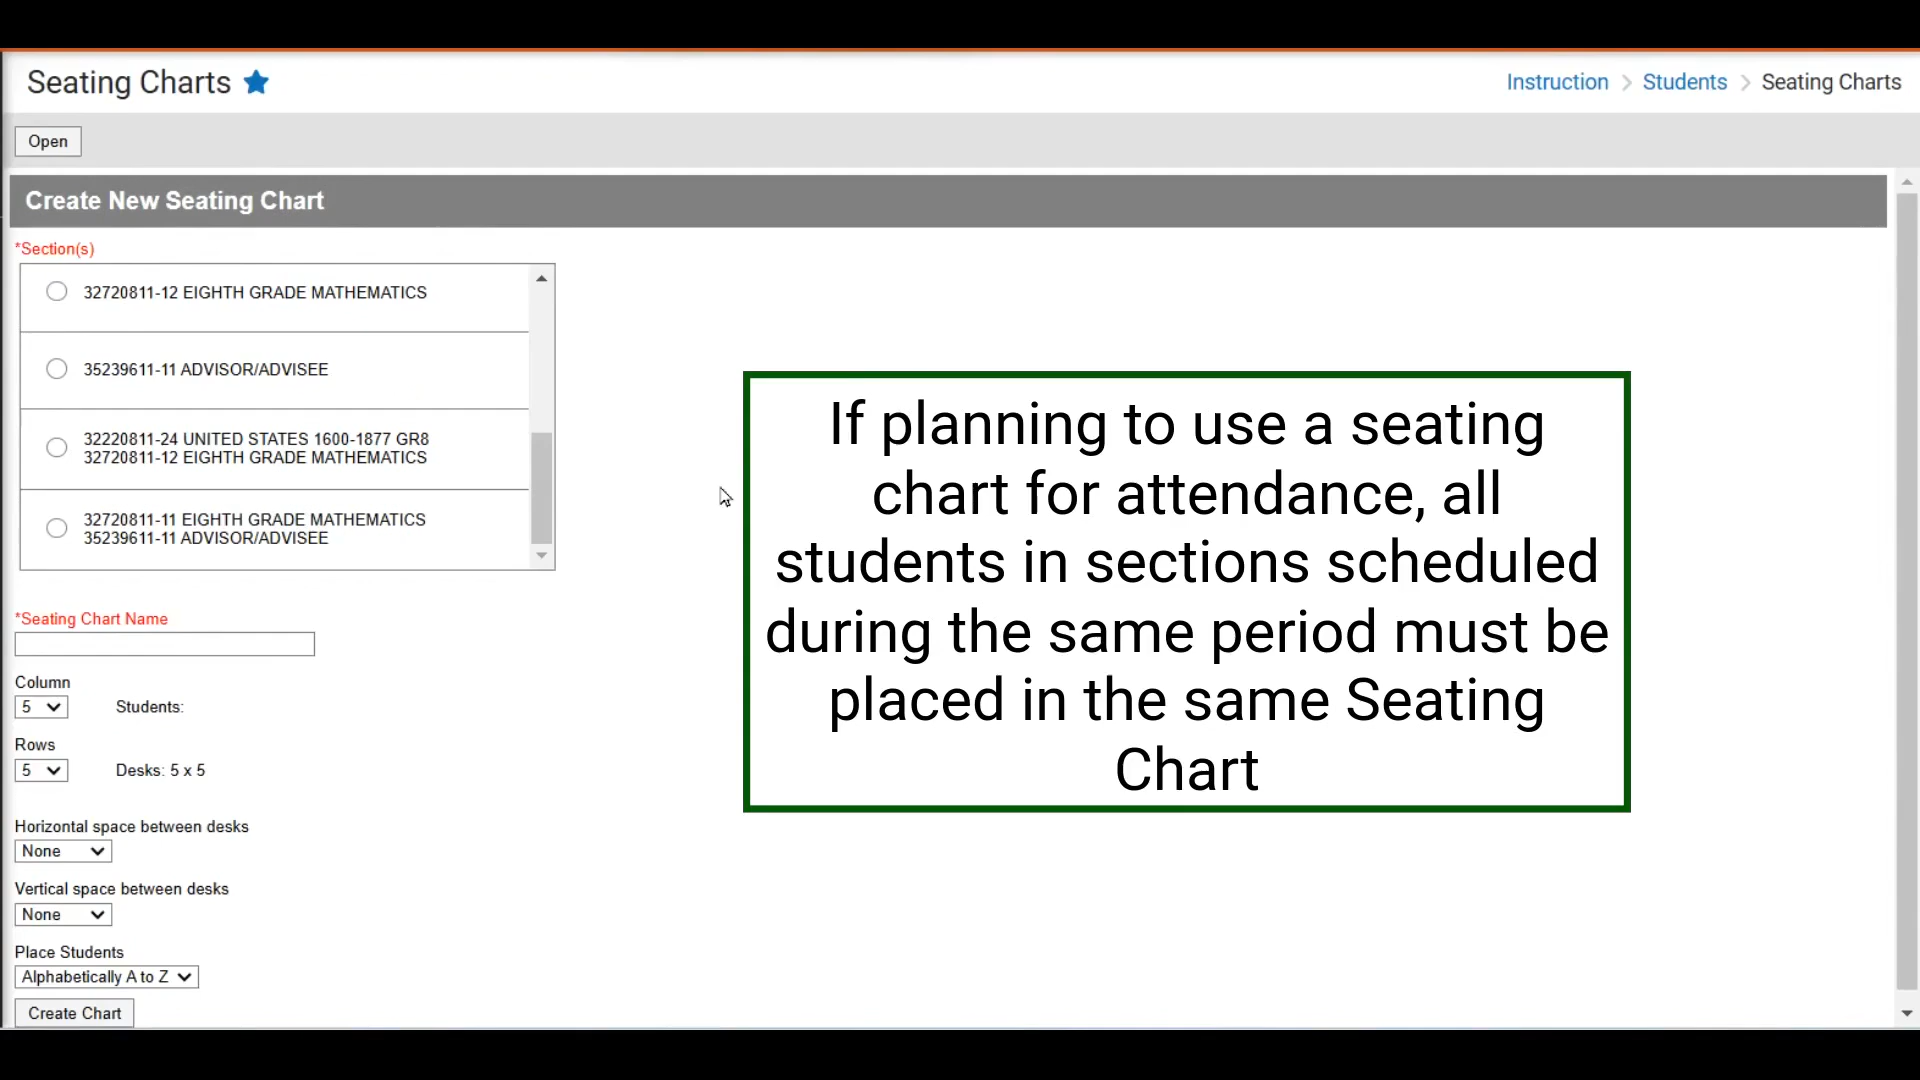 Seating Charts
Instruction > Students > Seating Charts
Open
Create New Seating Chart
*Section(s)
32720811-12 EIGHTH GRADE MATHEMATICS
35239611-11 ADVISOR/ADVISEE
32220811-24 UNITED STATES 1600-1877 GR8
32720811-12 EIGHTH GRADE MATHEMATICS
32720811-11 EIGHTH GRADE MATHEMATICS
35239611-11 ADVISOR/ADVISEE
*Seating Chart Name
Column
5 Students:
Rows
5 Desks: 5 x 5
Horizontal space between desks
None
Vertical space between desks
None
Place Students
Alphabetically A to Z
Create Chart
If planning to use a seating
chart for attendance, all
students in sections scheduled
during the same period must be
placed in the same Seating
Chart